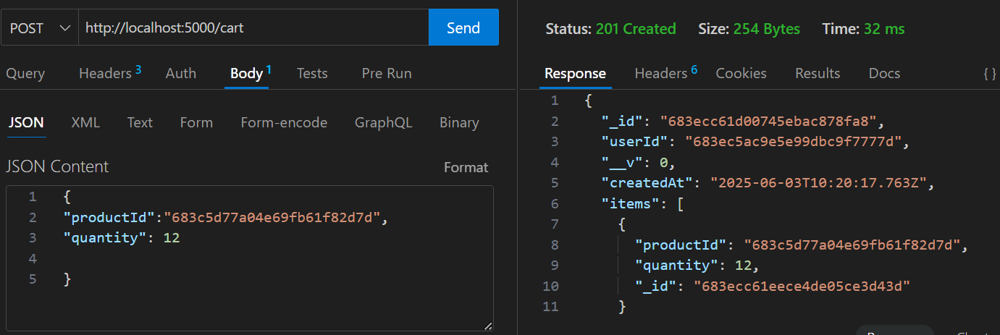 POST http://localhost:5000/cart Send
Query Headers 3 Auth Body 1 Tests Pre Run
JSON XML Text Form Form-encode GraphQL Binary
JSON Content Format
1 {
2 "productId":"683c5d77a04e69fb61f82d7d",
3 "quantity": 12
4
5 }
Status: 201 Created Size: 254 Bytes Time: 32 ms
Response Headers 6 Cookies Results Docs { }
1 {
2 "_id": "683ecc61d00745ebac878fa8",
3 "userId": "683ec5ac9e5e99dbc9f7777d",
4 "__v": 0,
5 "createdAt": "2025-06-03T10:20:17.763Z",
6 "items": [
7 {
8 "productId": "683c5d77a04e69fb61f82d7d",
9 "quantity": 12,
10 "_id": "683ecc61eece4de05ce3d43d"
11 }